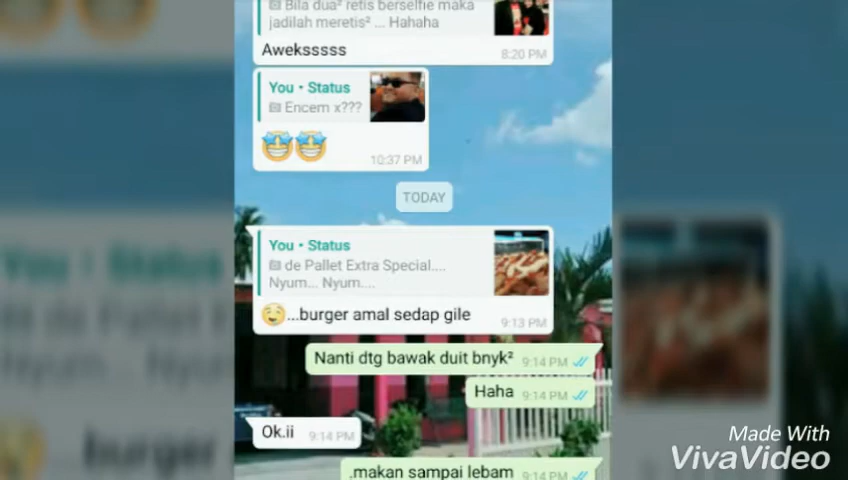 Bila dua² retis berselfie maka
jadilah meretis² ... Hahaha
Aweksssss
8:20 PM
You • Status
Encem x???
10:37 PM
TODAY
You • Status
de Pallet Extra Special....
Nyum... Nyum....
...burger amal sedap gile
9:13 PM
Nanti dtg bawak duit bnyk²
9:14 PM
Haha
9:14 PM
Ok.ii
9:14 PM
.makan sampai lebam
9:14 PM
Made With
VivaVideo